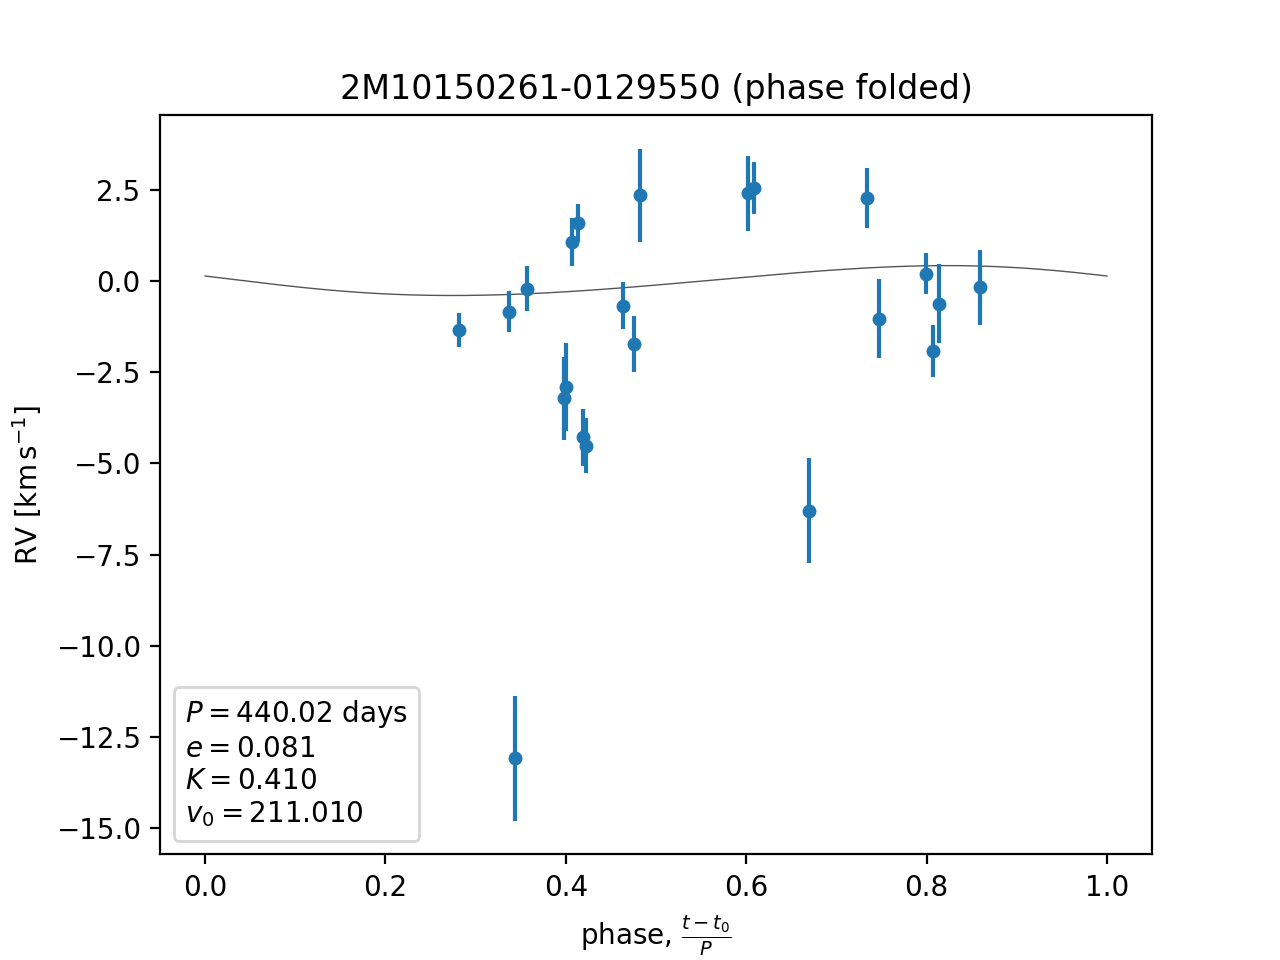 2M10150261-0129550 (phase folded)
RV [km s⁻¹]
2.5
0.0
−2.5
−5.0
−7.5
−10.0
−12.5
−15.0
P = 440.02 days
e = 0.081
K = 0.410
v₀ = 211.010
0.0 0.2 0.4 0.6 0.8 1.0
phase, (t − t₀)/P